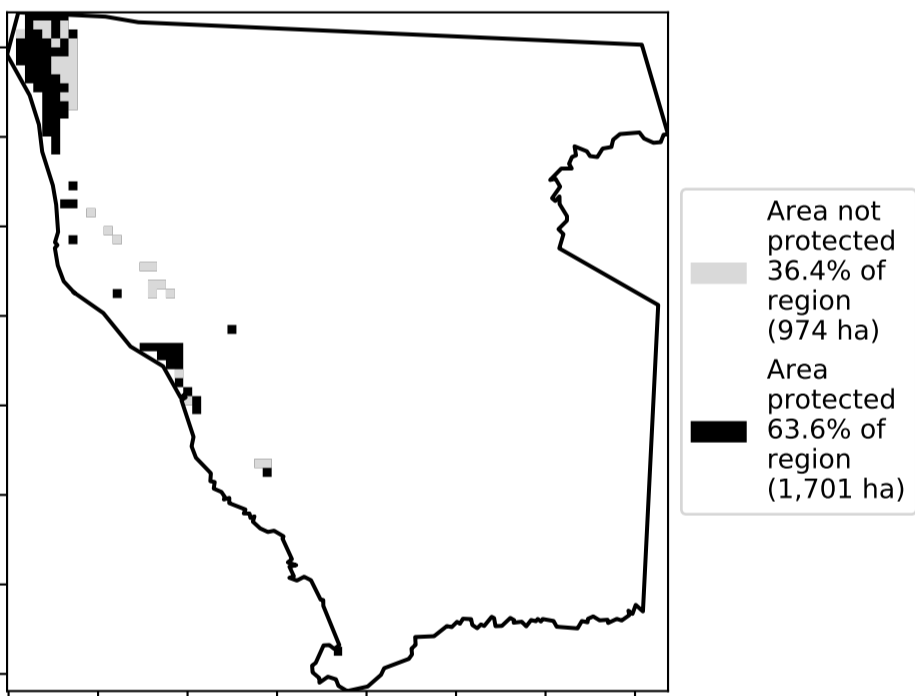 Area not
protected
36.4% of
region
(974 ha)
Area
protected
63.6% of
region
(1,701 ha)